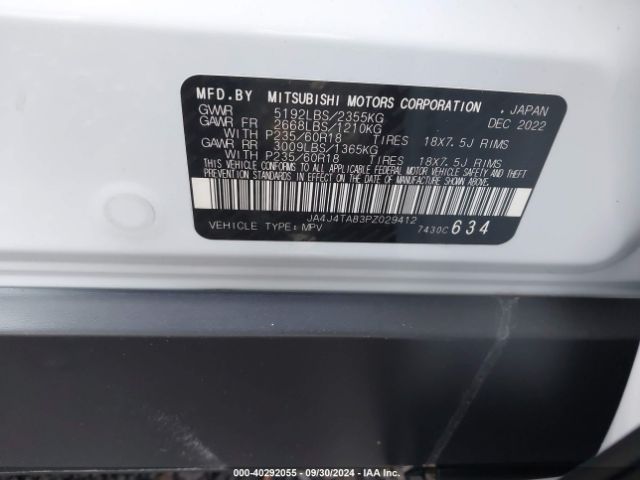 MFD.BY MITSUBISHI MOTORS CORPORATION , JAPAN
GVWR 5192LBS/2355KG DEC 2022
GAWR FR 2668LBS/1210KG
WITH P235/60R18 TIRES 18X7.5J RIMS
GAWR RR 3009LBS/1365KG
WITH P235/60R18 TIRES 18X7.5J RIMS
THIS VEHICLE CONFORMS TO ALL APPLICABLE FEDERAL MOTOR VEHICLE SAFETY AND THEFT
PREVENTION STANDARDS IN EFFECT ON THE DATE OF MANUFACTURE SHOWN ABOVE.
JA4J4TA83PZ029412
VEHICLE TYPE: MPV 7430C 634
000-40292055 - 09/30/2024 - IAA Inc.